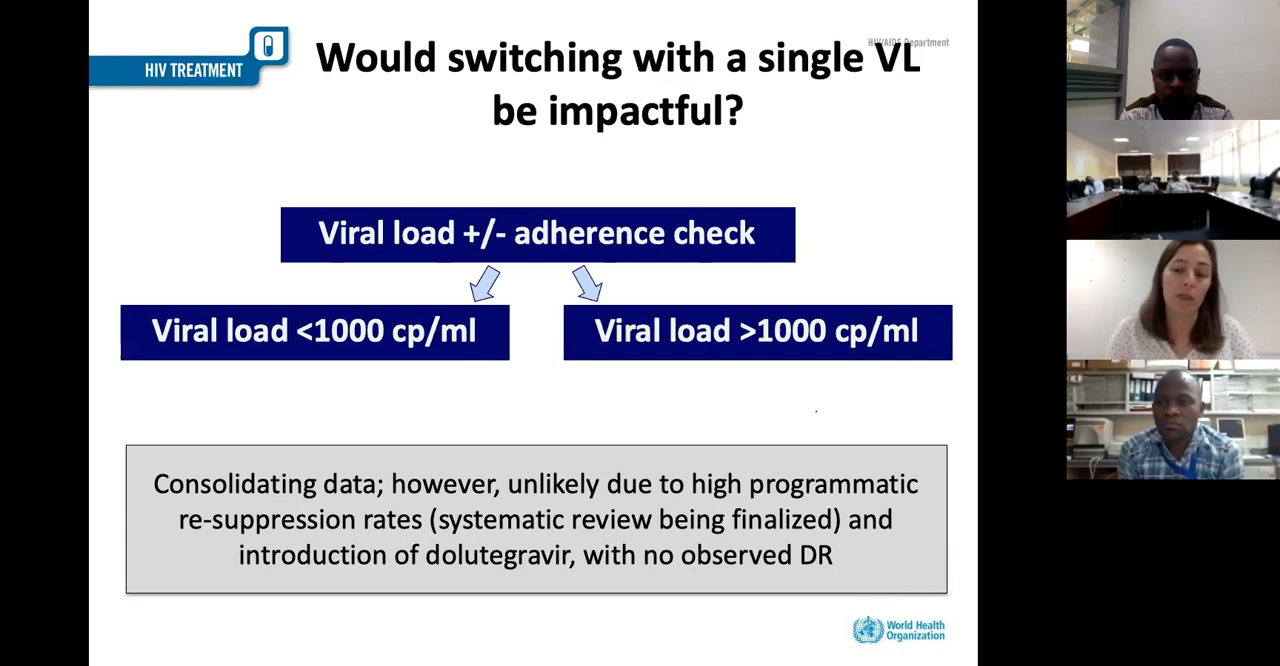 HIV/AIDS Department
HIV TREATMENT
Would switching with a single VL
be impactful?
Viral load +/- adherence check
Viral load <1000 cp/ml
Viral load >1000 cp/ml
Consolidating data; however, unlikely due to high programmatic
re-suppression rates (systematic review being finalized) and
introduction of dolutegravir, with no observed DR
World Health
Organization